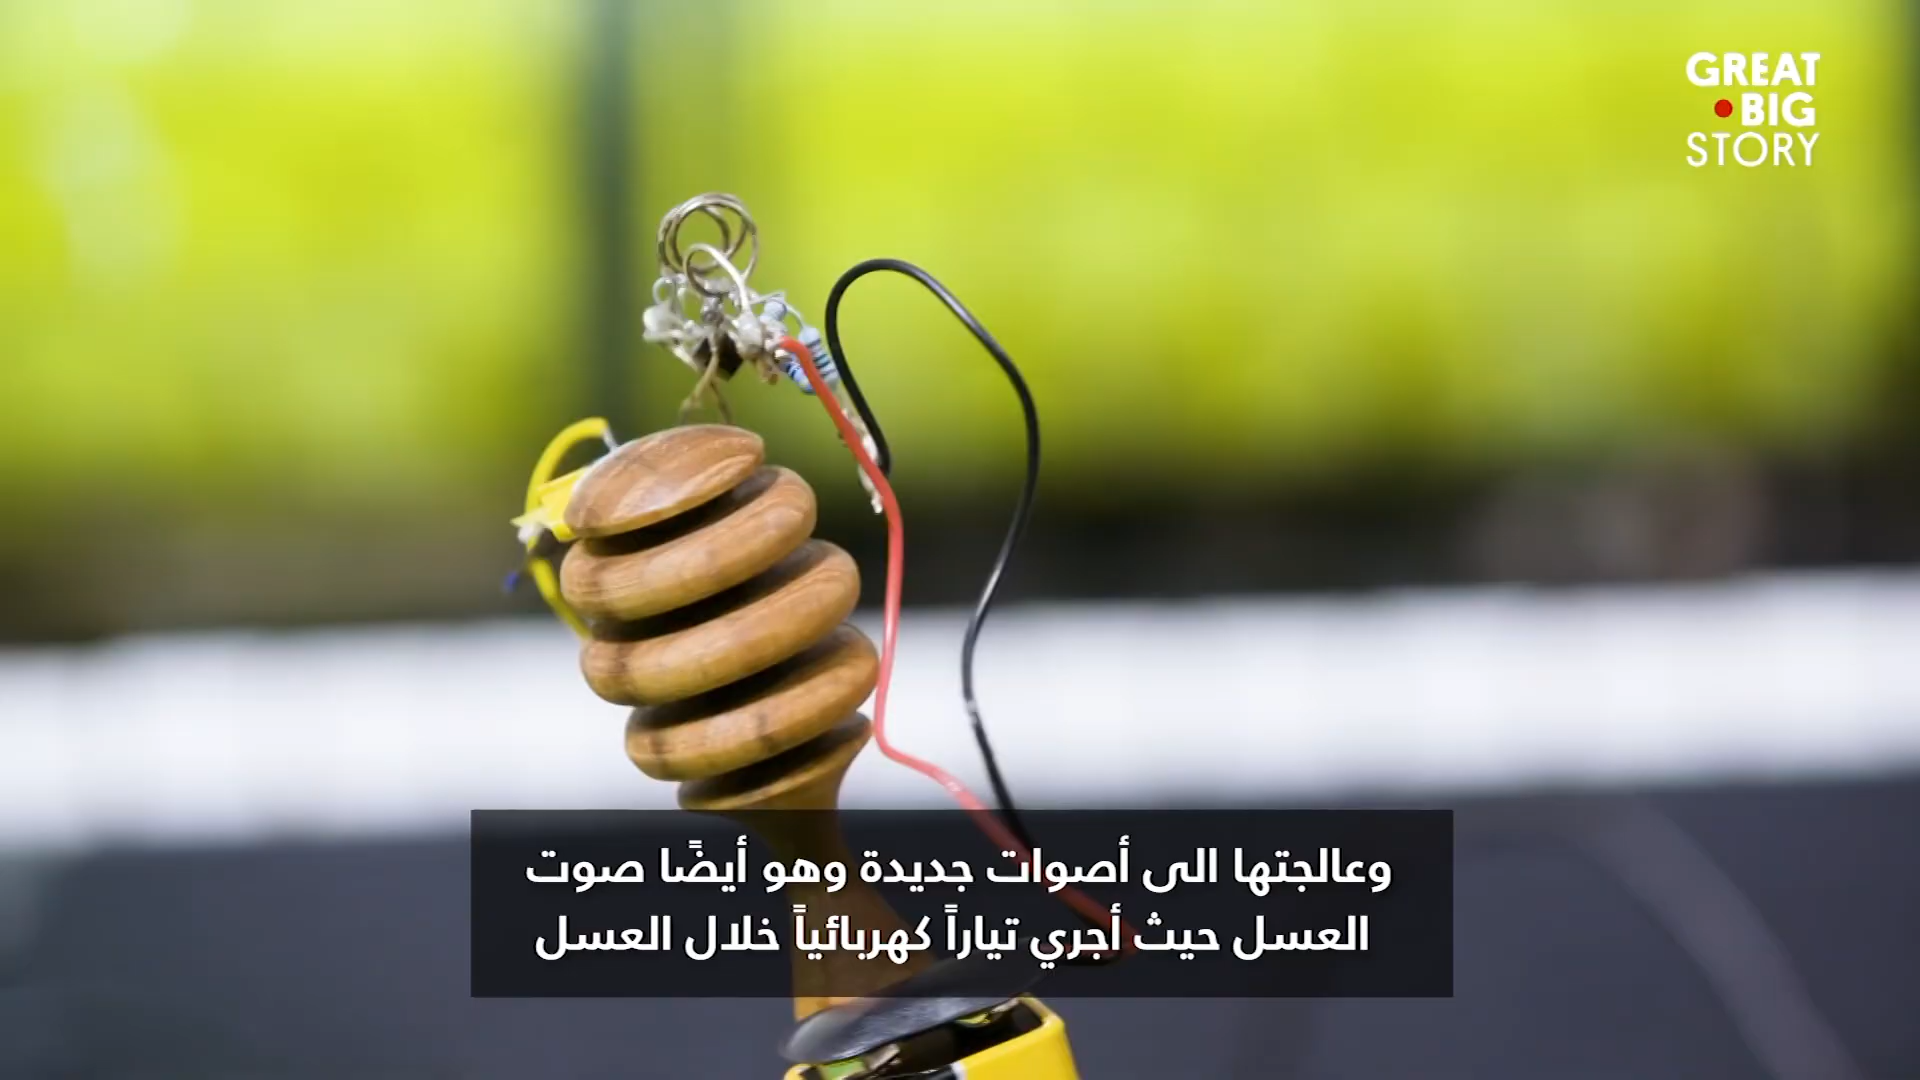 GREAT
BIG
STORY
وعالجتها الى أصوات جديدة وهو أيضًا صوت
العسل حيث أجري تياراً كهربائياً خلال العسل